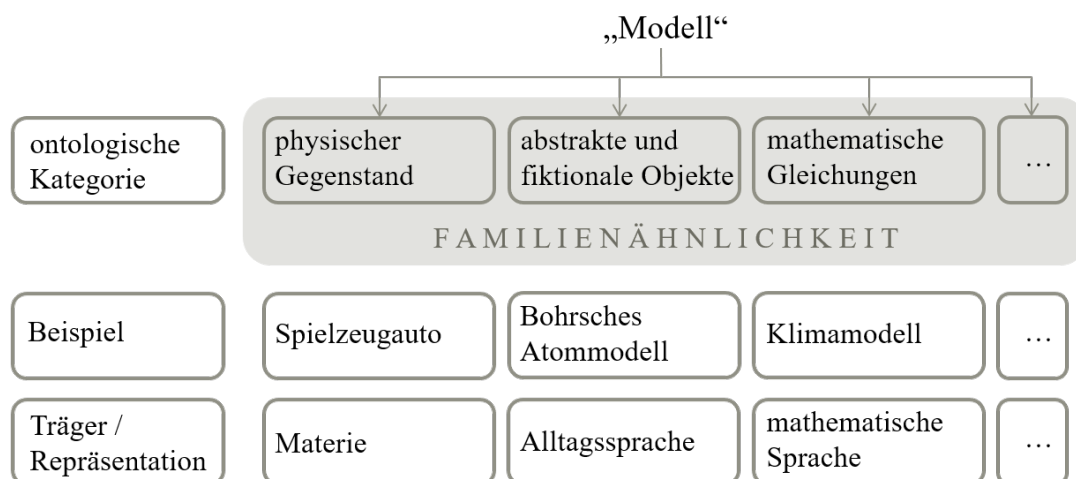 „Modell“
ontologische
Kategorie
physischer
Gegenstand
abstrakte und
fiktionale Objekte
mathematische
Gleichungen
...
FAMILIENÄHNLICHKEIT
Beispiel
Spielzeugauto
Bohrsches
Atommodell
Klimamodell
...
Träger /
Repräsentation
Materie
Alltagssprache
mathematische
Sprache
...